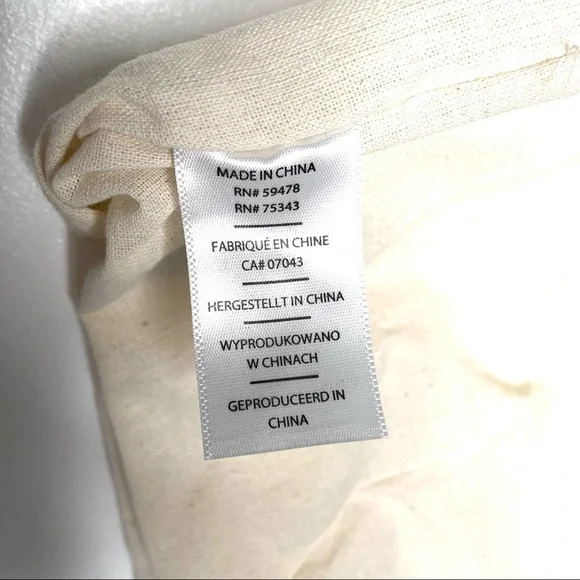 MADE IN CHINA
RN# 59478
RN# 75343
FABRIQUÉ EN CHINE
CA# 07043
HERGESTELLT IN CHINA
WYPRODUKOWANO
W CHINACH
GEPRODUCEERD IN
CHINA